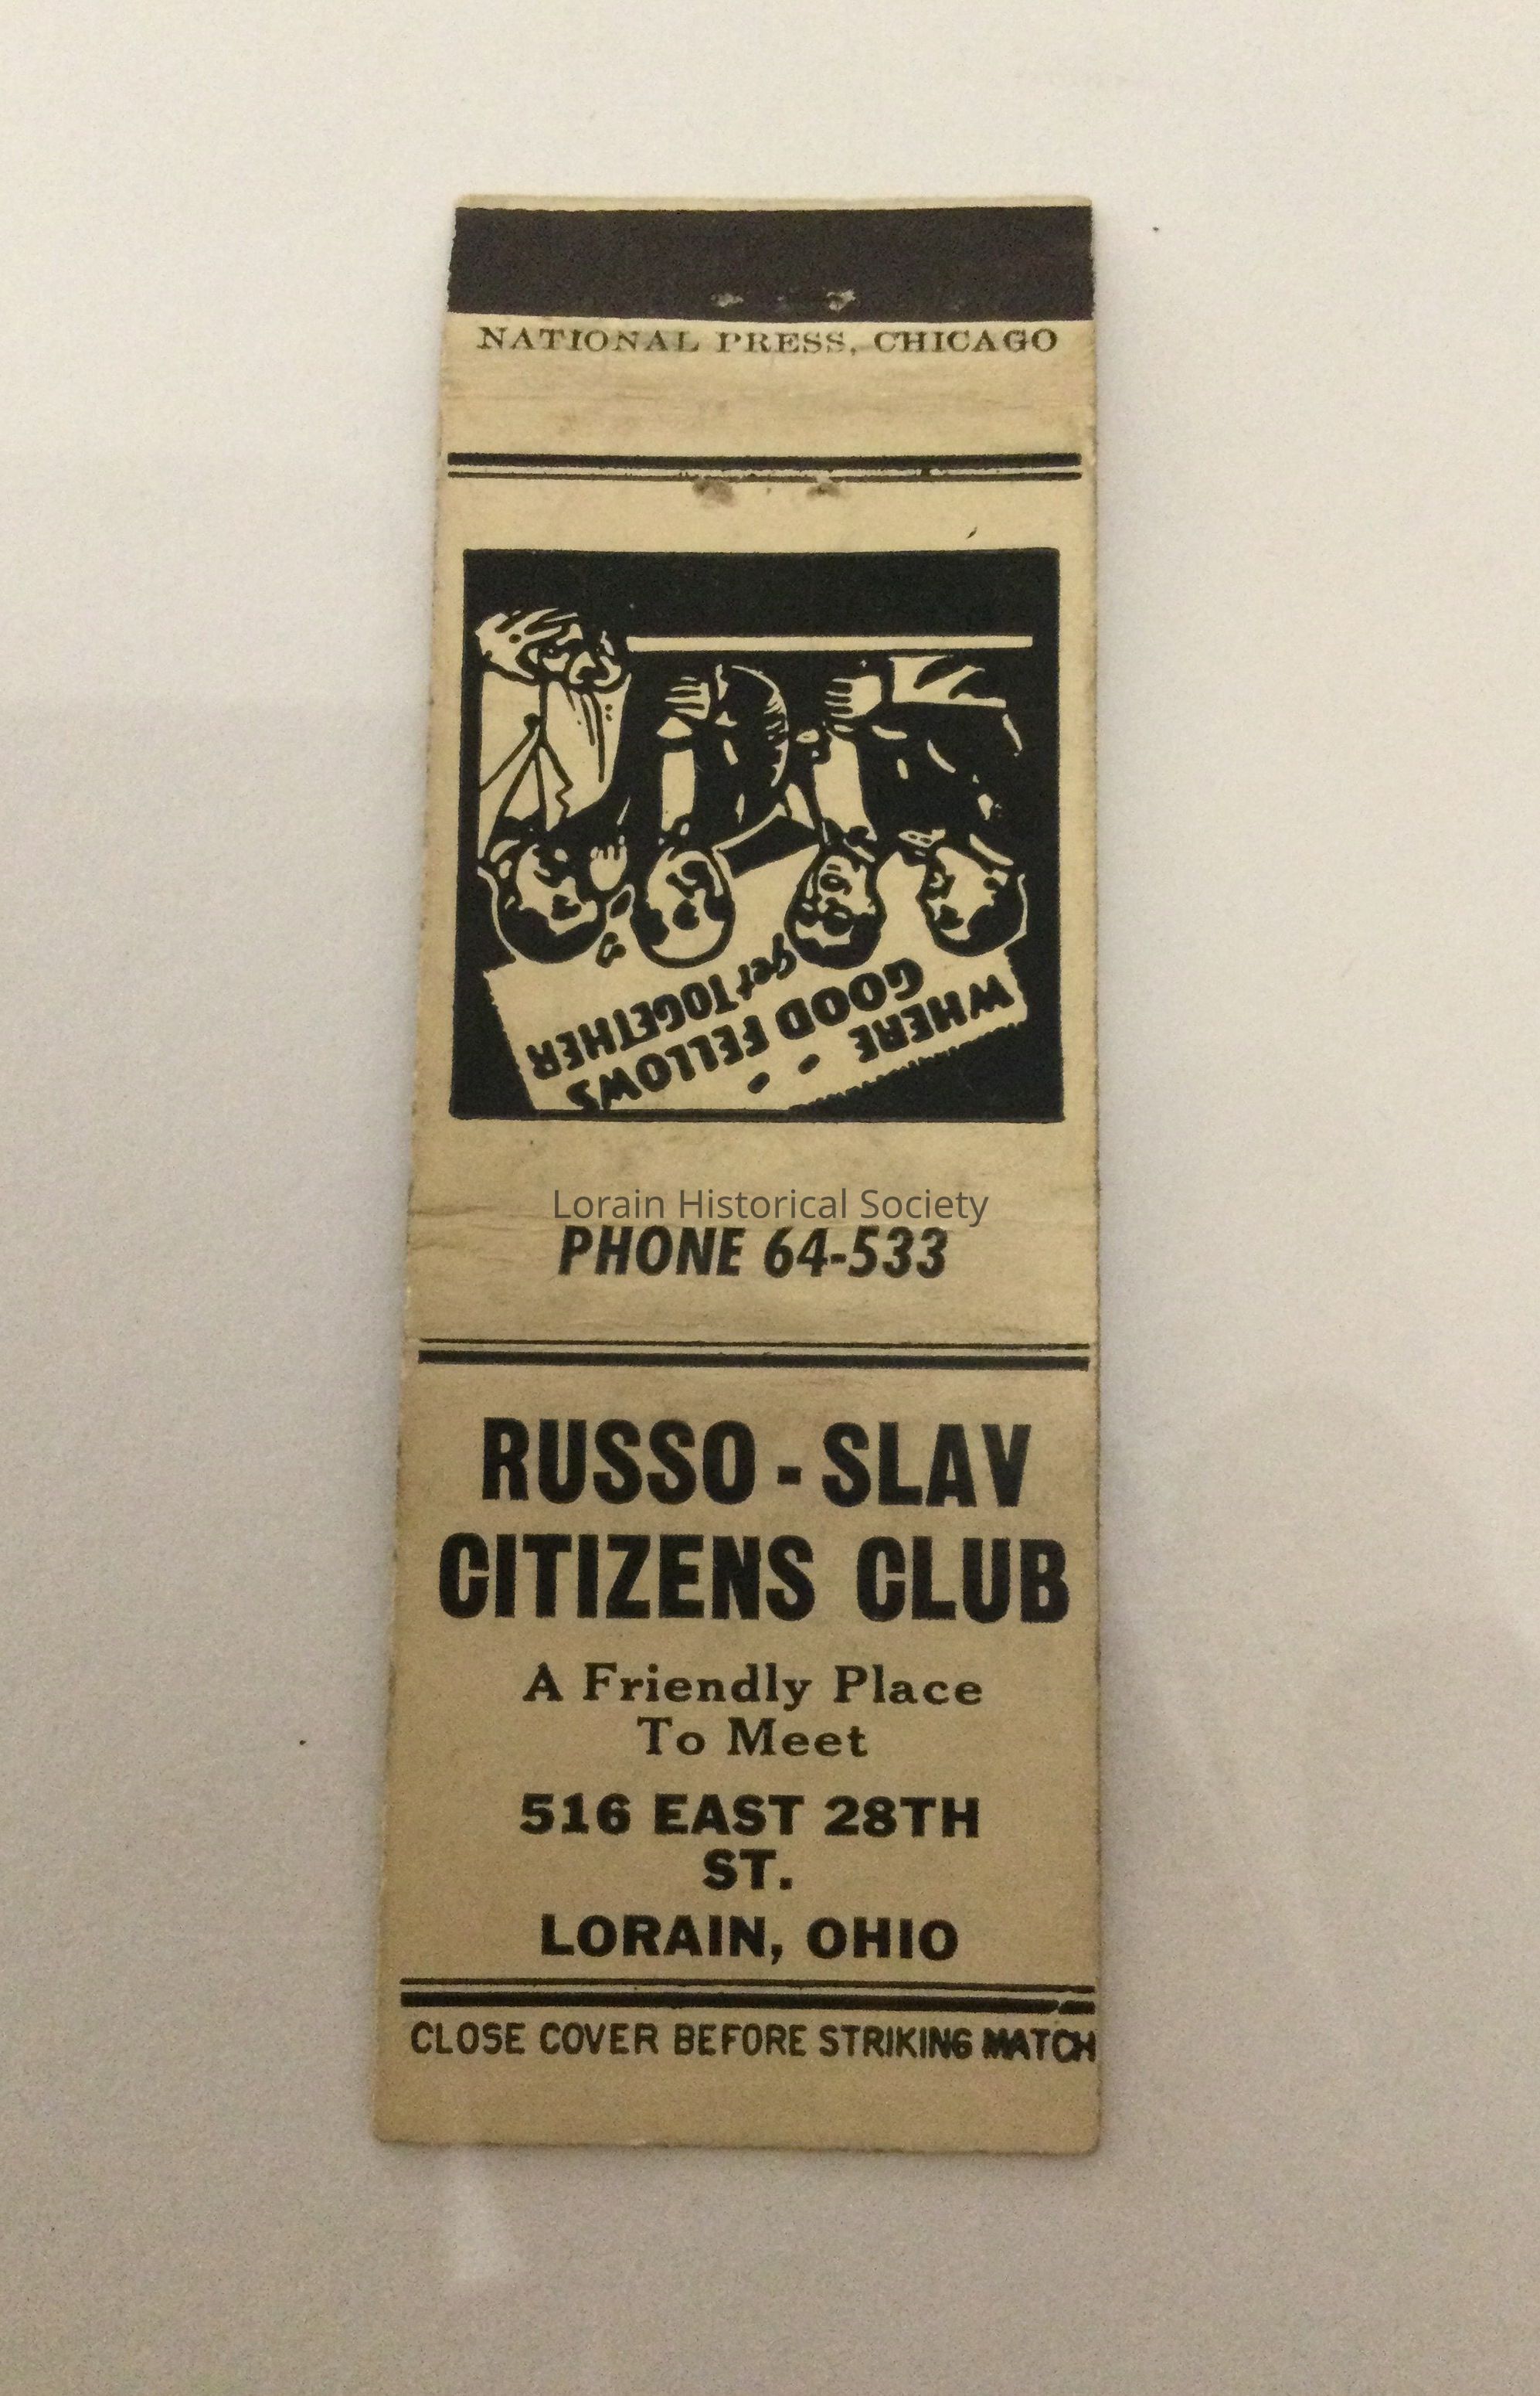 NATIONAL PRESS, CHICAGO
WHERE - -
GOOD FELLOWS
get TOGETHER
Lorain Historical Society
PHONE 64-533
RUSSO - SLAV
CITIZENS CLUB
A Friendly Place
To Meet
516 EAST 28TH
ST.
LORAIN, OHIO
CLOSE COVER BEFORE STRIKING MATCH